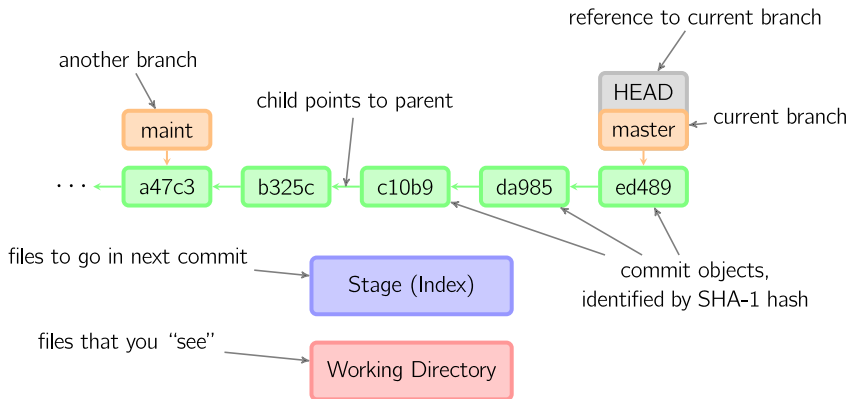 reference to current branch
another branch
HEAD
child points to parent
maint
master
current branch
··· a47c3 b325c c10b9 da985 ed489
files to go in next commit
Stage (Index)
commit objects,
identified by SHA-1 hash
files that you “see”
Working Directory